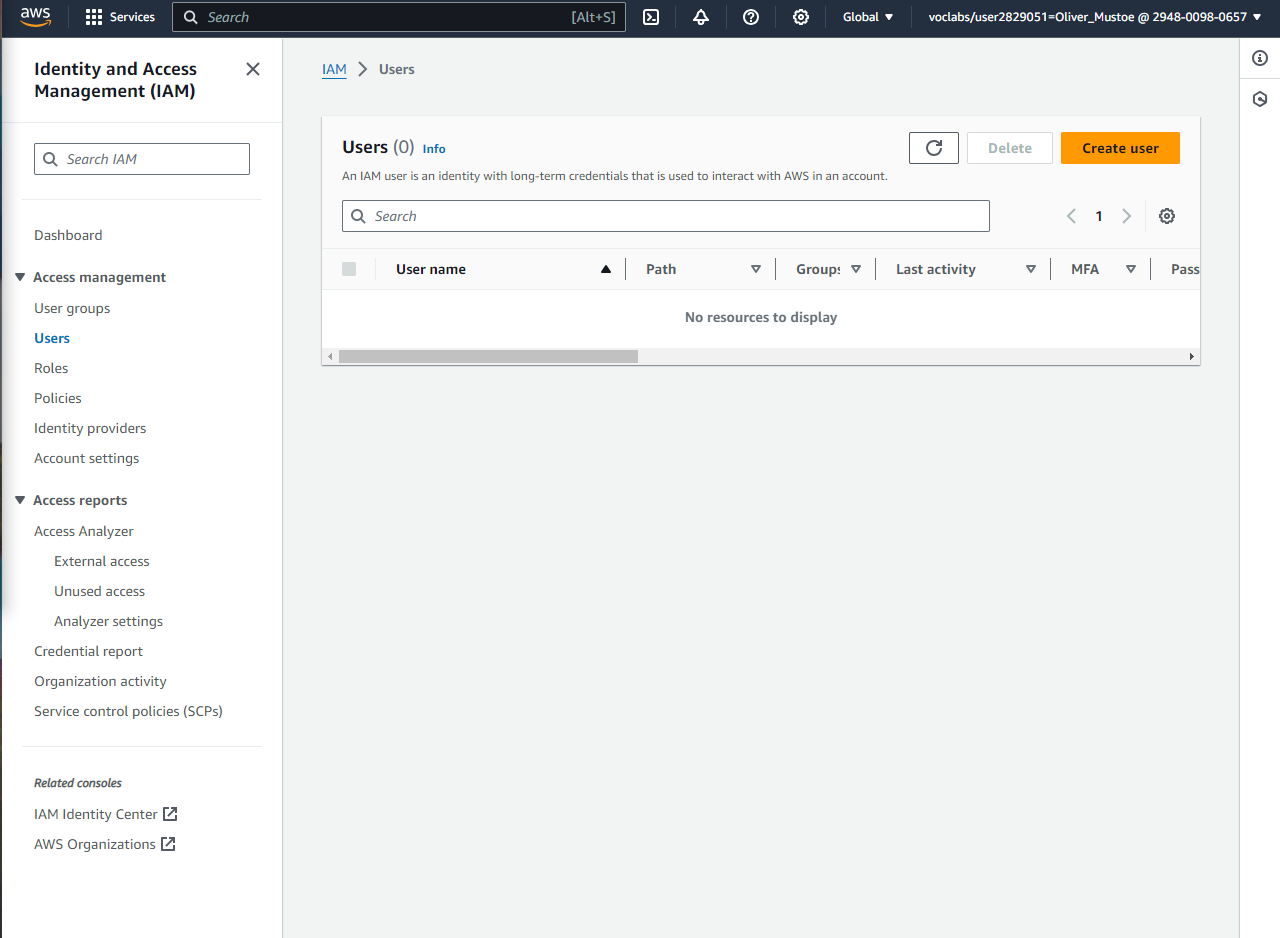 aws
Services
Search [Alt+S]
Global
voclabs/user2829051=Oliver_Mustoe @ 2948-0098-0657
Identity and Access
Management (IAM)
Search IAM
Dashboard
Access management
User groups
Users
Roles
Policies
Identity providers
Account settings
Access reports
Access Analyzer
External access
Unused access
Analyzer settings
Credential report
Organization activity
Service control policies (SCPs)
Related consoles
IAM Identity Center
AWS Organizations
IAM > Users
Users (0) Info
Delete
Create user
An IAM user is an identity with long-term credentials that is used to interact with AWS in an account.
Search
1
User name Path Groups Last activity MFA Pass
No resources to display